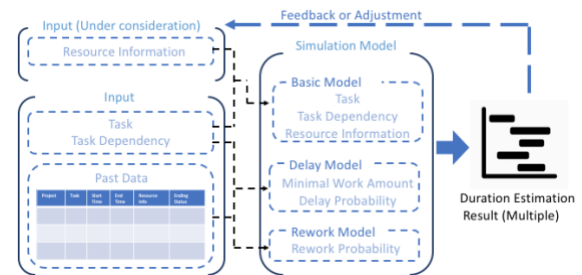 Feedback or Adjustment
Input (Under consideration)
Resource Information
Input
Task
Task Dependency
Past Data
Project Task Start Time End Time Resource Info Ending Status
Simulation Model
Basic Model
Task
Task Dependency
Resource Information
Delay Model
Minimal Work Amount
Delay Probability
Rework Model
Rework Probability
Duration Estimation
Result (Multiple)